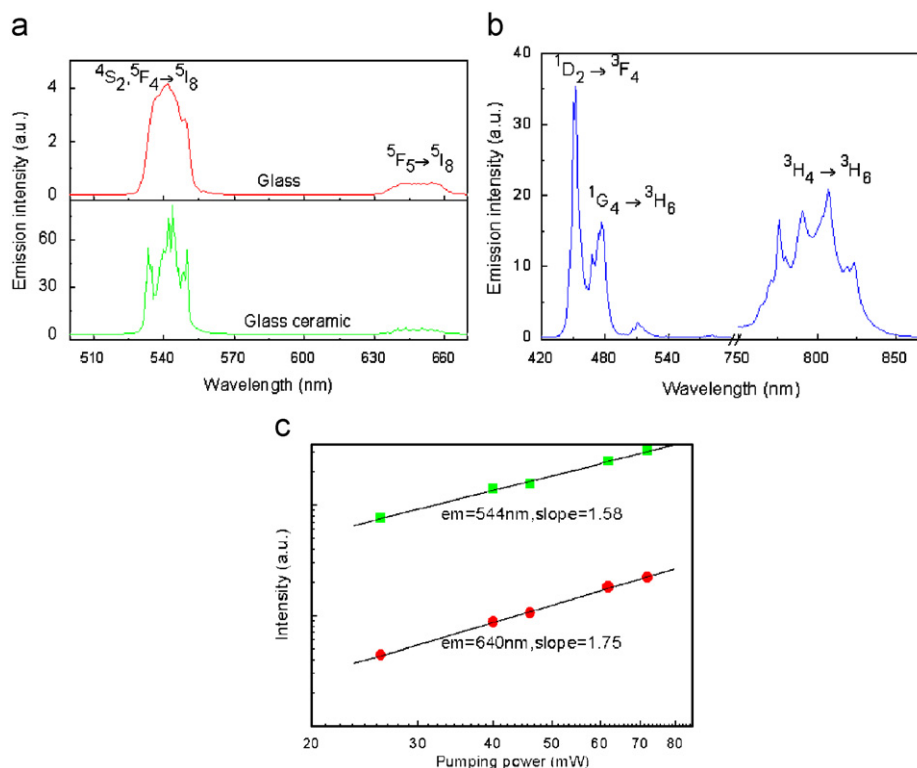 a
⁴S₂,⁵F₄→⁵I₈
⁵F₅→⁵I₈
Glass
Glass ceramic
Emission intensity (a.u.)
Emission intensity (a.u.)
4
2
0
60
30
0
510 540 570 600 630 660
Wavelength (nm)
b
¹D₂→³F₄
¹G₄→³H₆
³H₄→³H₆
Emission intensity (a.u.)
40
30
20
10
0
420 480 540 750 800 850
Wavelength (nm)
c
em=544nm,slope=1.58
em=640nm,slope=1.75
Intensity (a.u.)
20 30 40 50 60 70 80
Pumping power (mW)